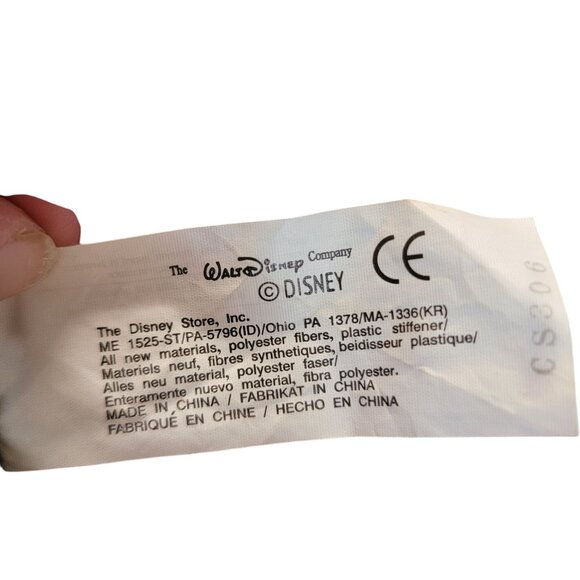 The Walt Disney Company CE
© DISNEY
The Disney Store, Inc.
ME 1525-ST/PA-5796(ID)/Ohio PA 1378/MA-1336(KR)
All new materials, polyester fibers, plastic stiffener/
Materiels neuf, fibres synthetiques, beidisseur plastique/
Alles neu material, polyester faser/
Enteramente nuevo material, fibra polyester.
MADE IN CHINA / FABRIKAT IN CHINA
FABRIQUÉ EN CHINE / HECHO EN CHINA
CS306